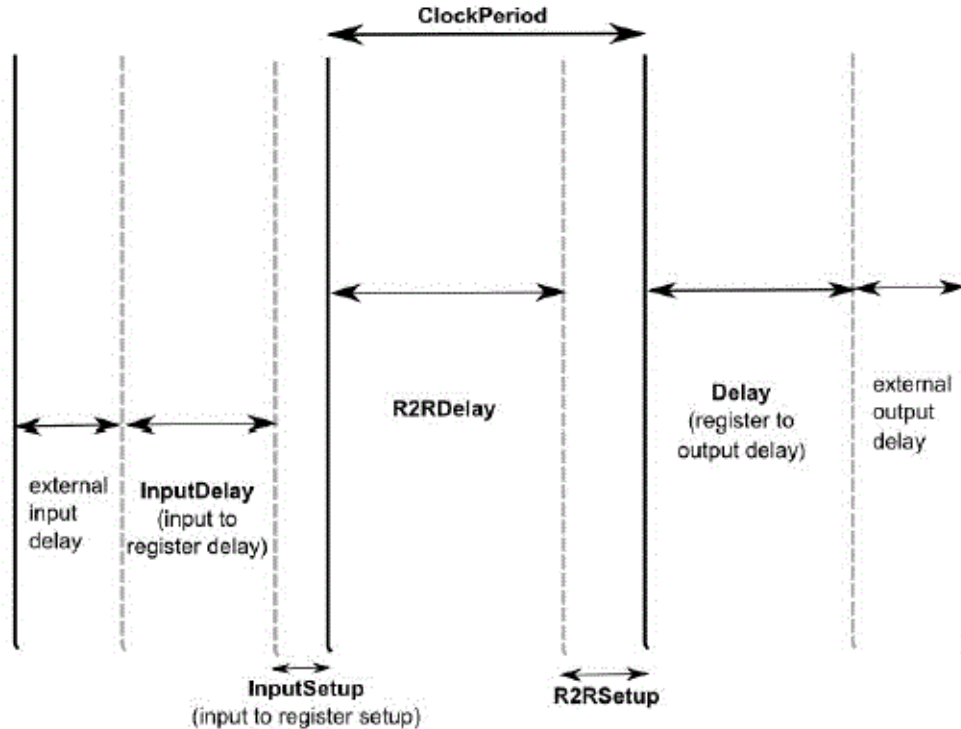 ClockPeriod
R2RDelay
Delay
(register to
output delay)
external
output
delay
external
input
delay
InputDelay
(input to
register delay)
InputSetup
(input to register setup)
R2RSetup